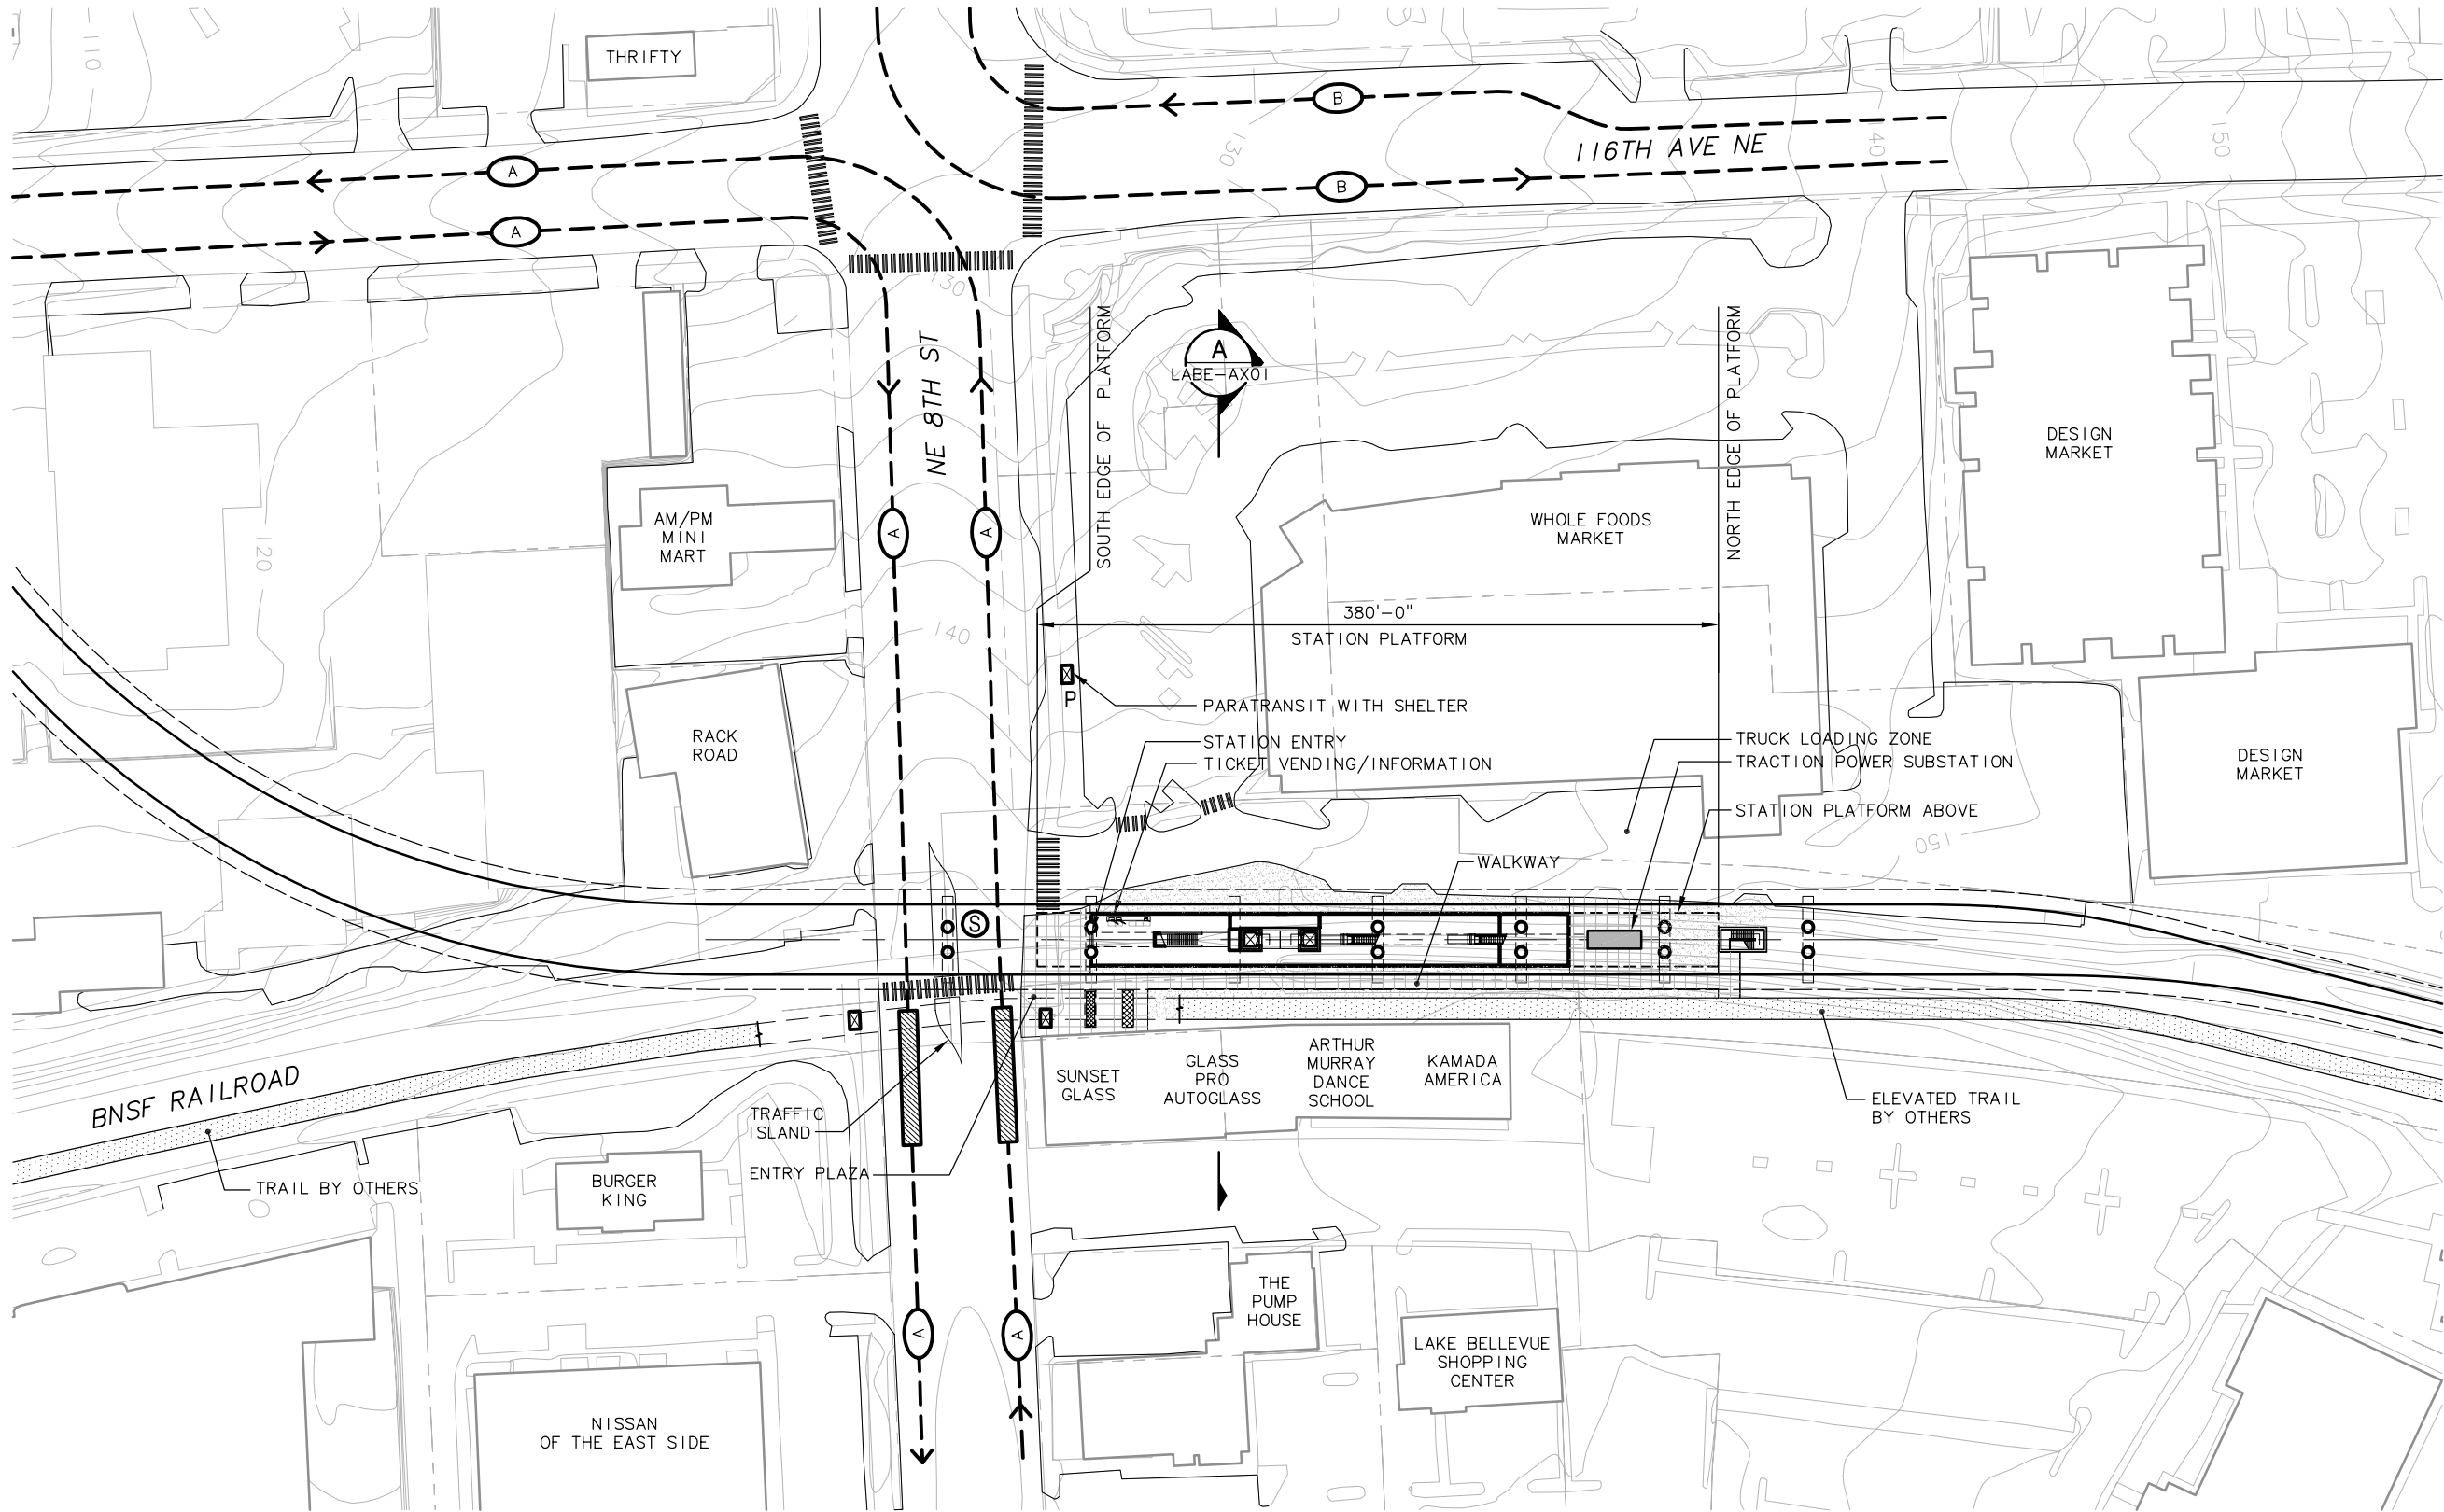 110
THRIFTY
B
130
116TH AVE NE
140
150
A
B
A
130
SOUTH EDGE OF PLATFORM
NORTH EDGE OF PLATFORM
A
LABE-AX01
NE 8TH ST
DESIGN
MARKET
AM/PM
MINI
MART
120
A
A
WHOLE FOODS
MARKET
380'-0"
STATION PLATFORM
140
P
PARATRANSIT WITH SHELTER
RACK
ROAD
STATION ENTRY
TICKET VENDING/INFORMATION
TRUCK LOADING ZONE
TRACTION POWER SUBSTATION
DESIGN
MARKET
STATION PLATFORM ABOVE
150
WALKWAY
S
SUNSET
GLASS
GLASS
PRO
AUTOGLASS
ARTHUR
MURRAY
DANCE
SCHOOL
KAMADA
AMERICA
BNSF RAILROAD
TRAFFIC
ISLAND
ELEVATED TRAIL
BY OTHERS
ENTRY PLAZA
TRAIL BY OTHERS
BURGER
KING
THE
PUMP
HOUSE
A
A
LAKE BELLEVUE
SHOPPING
CENTER
NISSAN
OF THE EAST SIDE